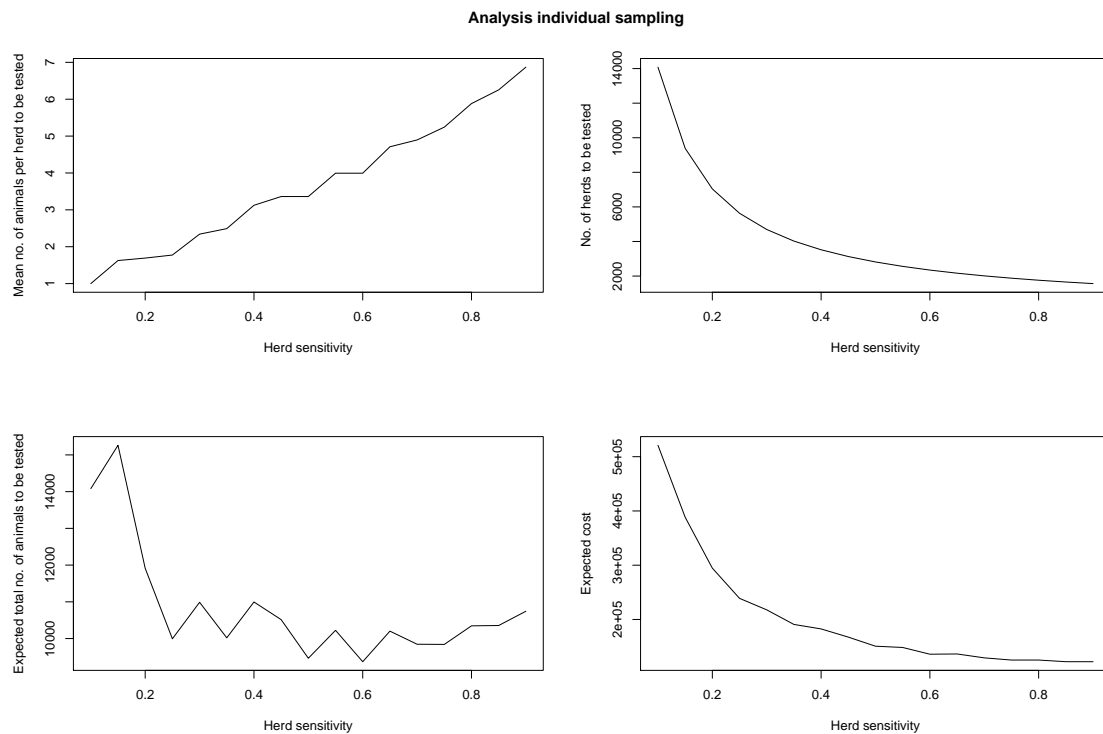 Analysis individual sampling
Mean no. of animals per herd to be tested
7
6
5
4
3
2
1
0.2 0.4 0.6 0.8
Herd sensitivity
No. of herds to be tested
14000
10000
6000
2000
0.2 0.4 0.6 0.8
Herd sensitivity
Expected total no. of animals to be tested
14000
12000
10000
0.2 0.4 0.6 0.8
Herd sensitivity
Expected cost
5e+05
4e+05
3e+05
2e+05
0.2 0.4 0.6 0.8
Herd sensitivity